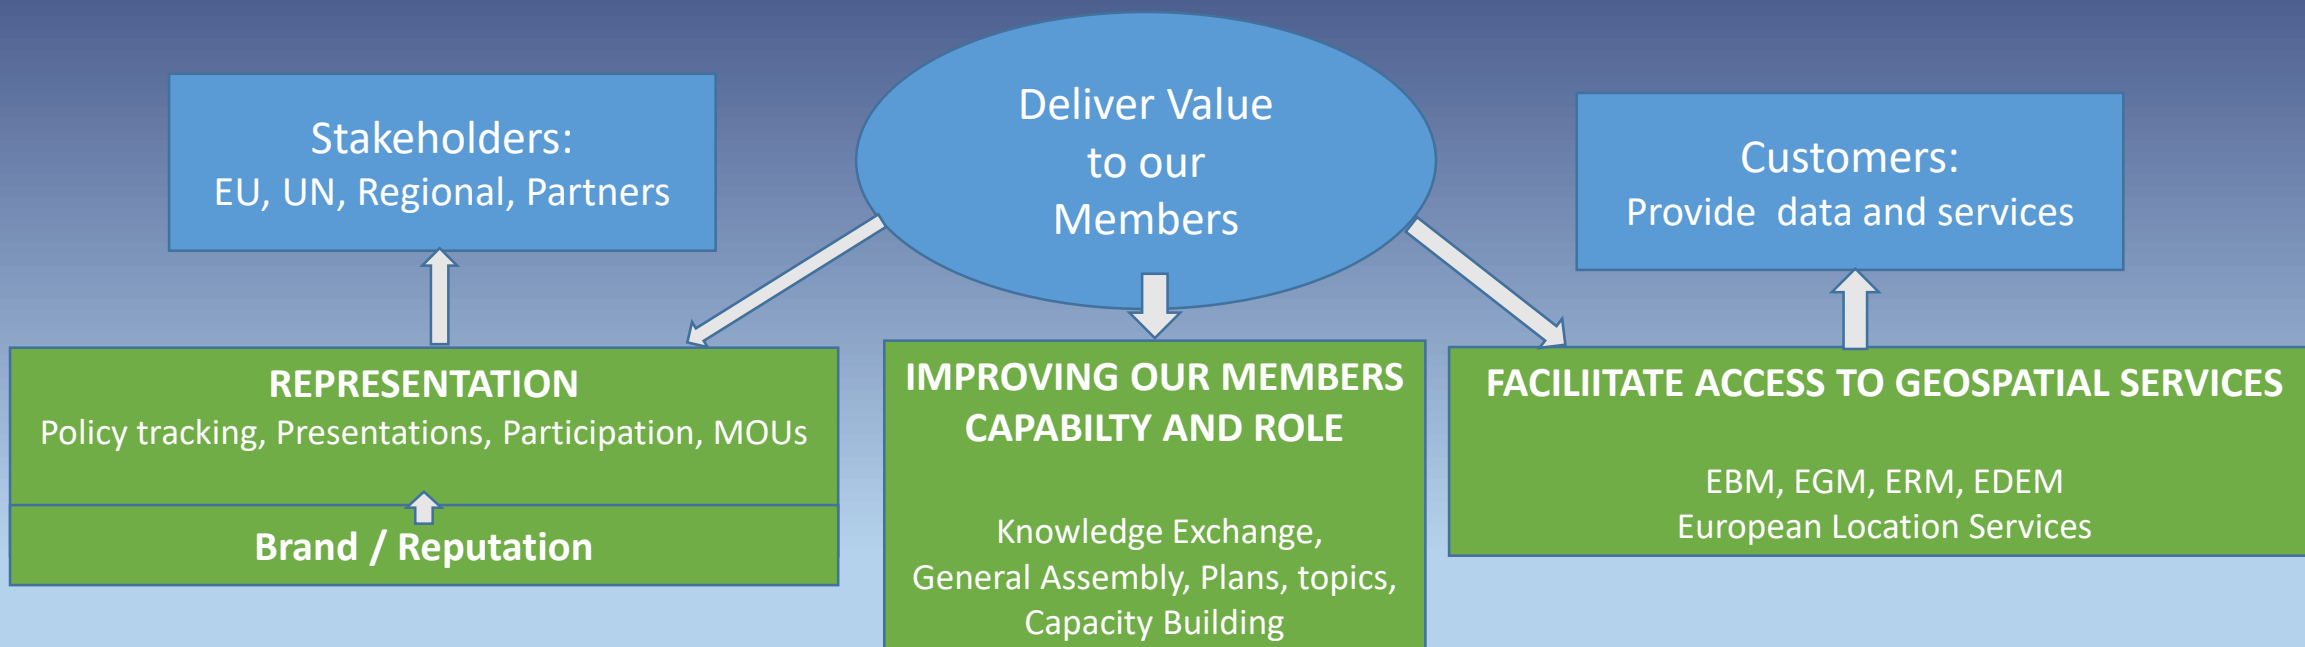 Stakeholders:
EU, UN, Regional, Partners
Deliver Value
to our
Members
Customers:
Provide  data and services
REPRESENTATION
Policy tracking, Presentations, Participation, MOUs
Brand / Reputation
IMPROVING OUR MEMBERS
CAPABILTY AND ROLE
Knowledge Exchange,
General Assembly, Plans, topics,
Capacity Building
FACILIITATE ACCESS TO GEOSPATIAL SERVICES
EBM, EGM, ERM, EDEM
European Location Services